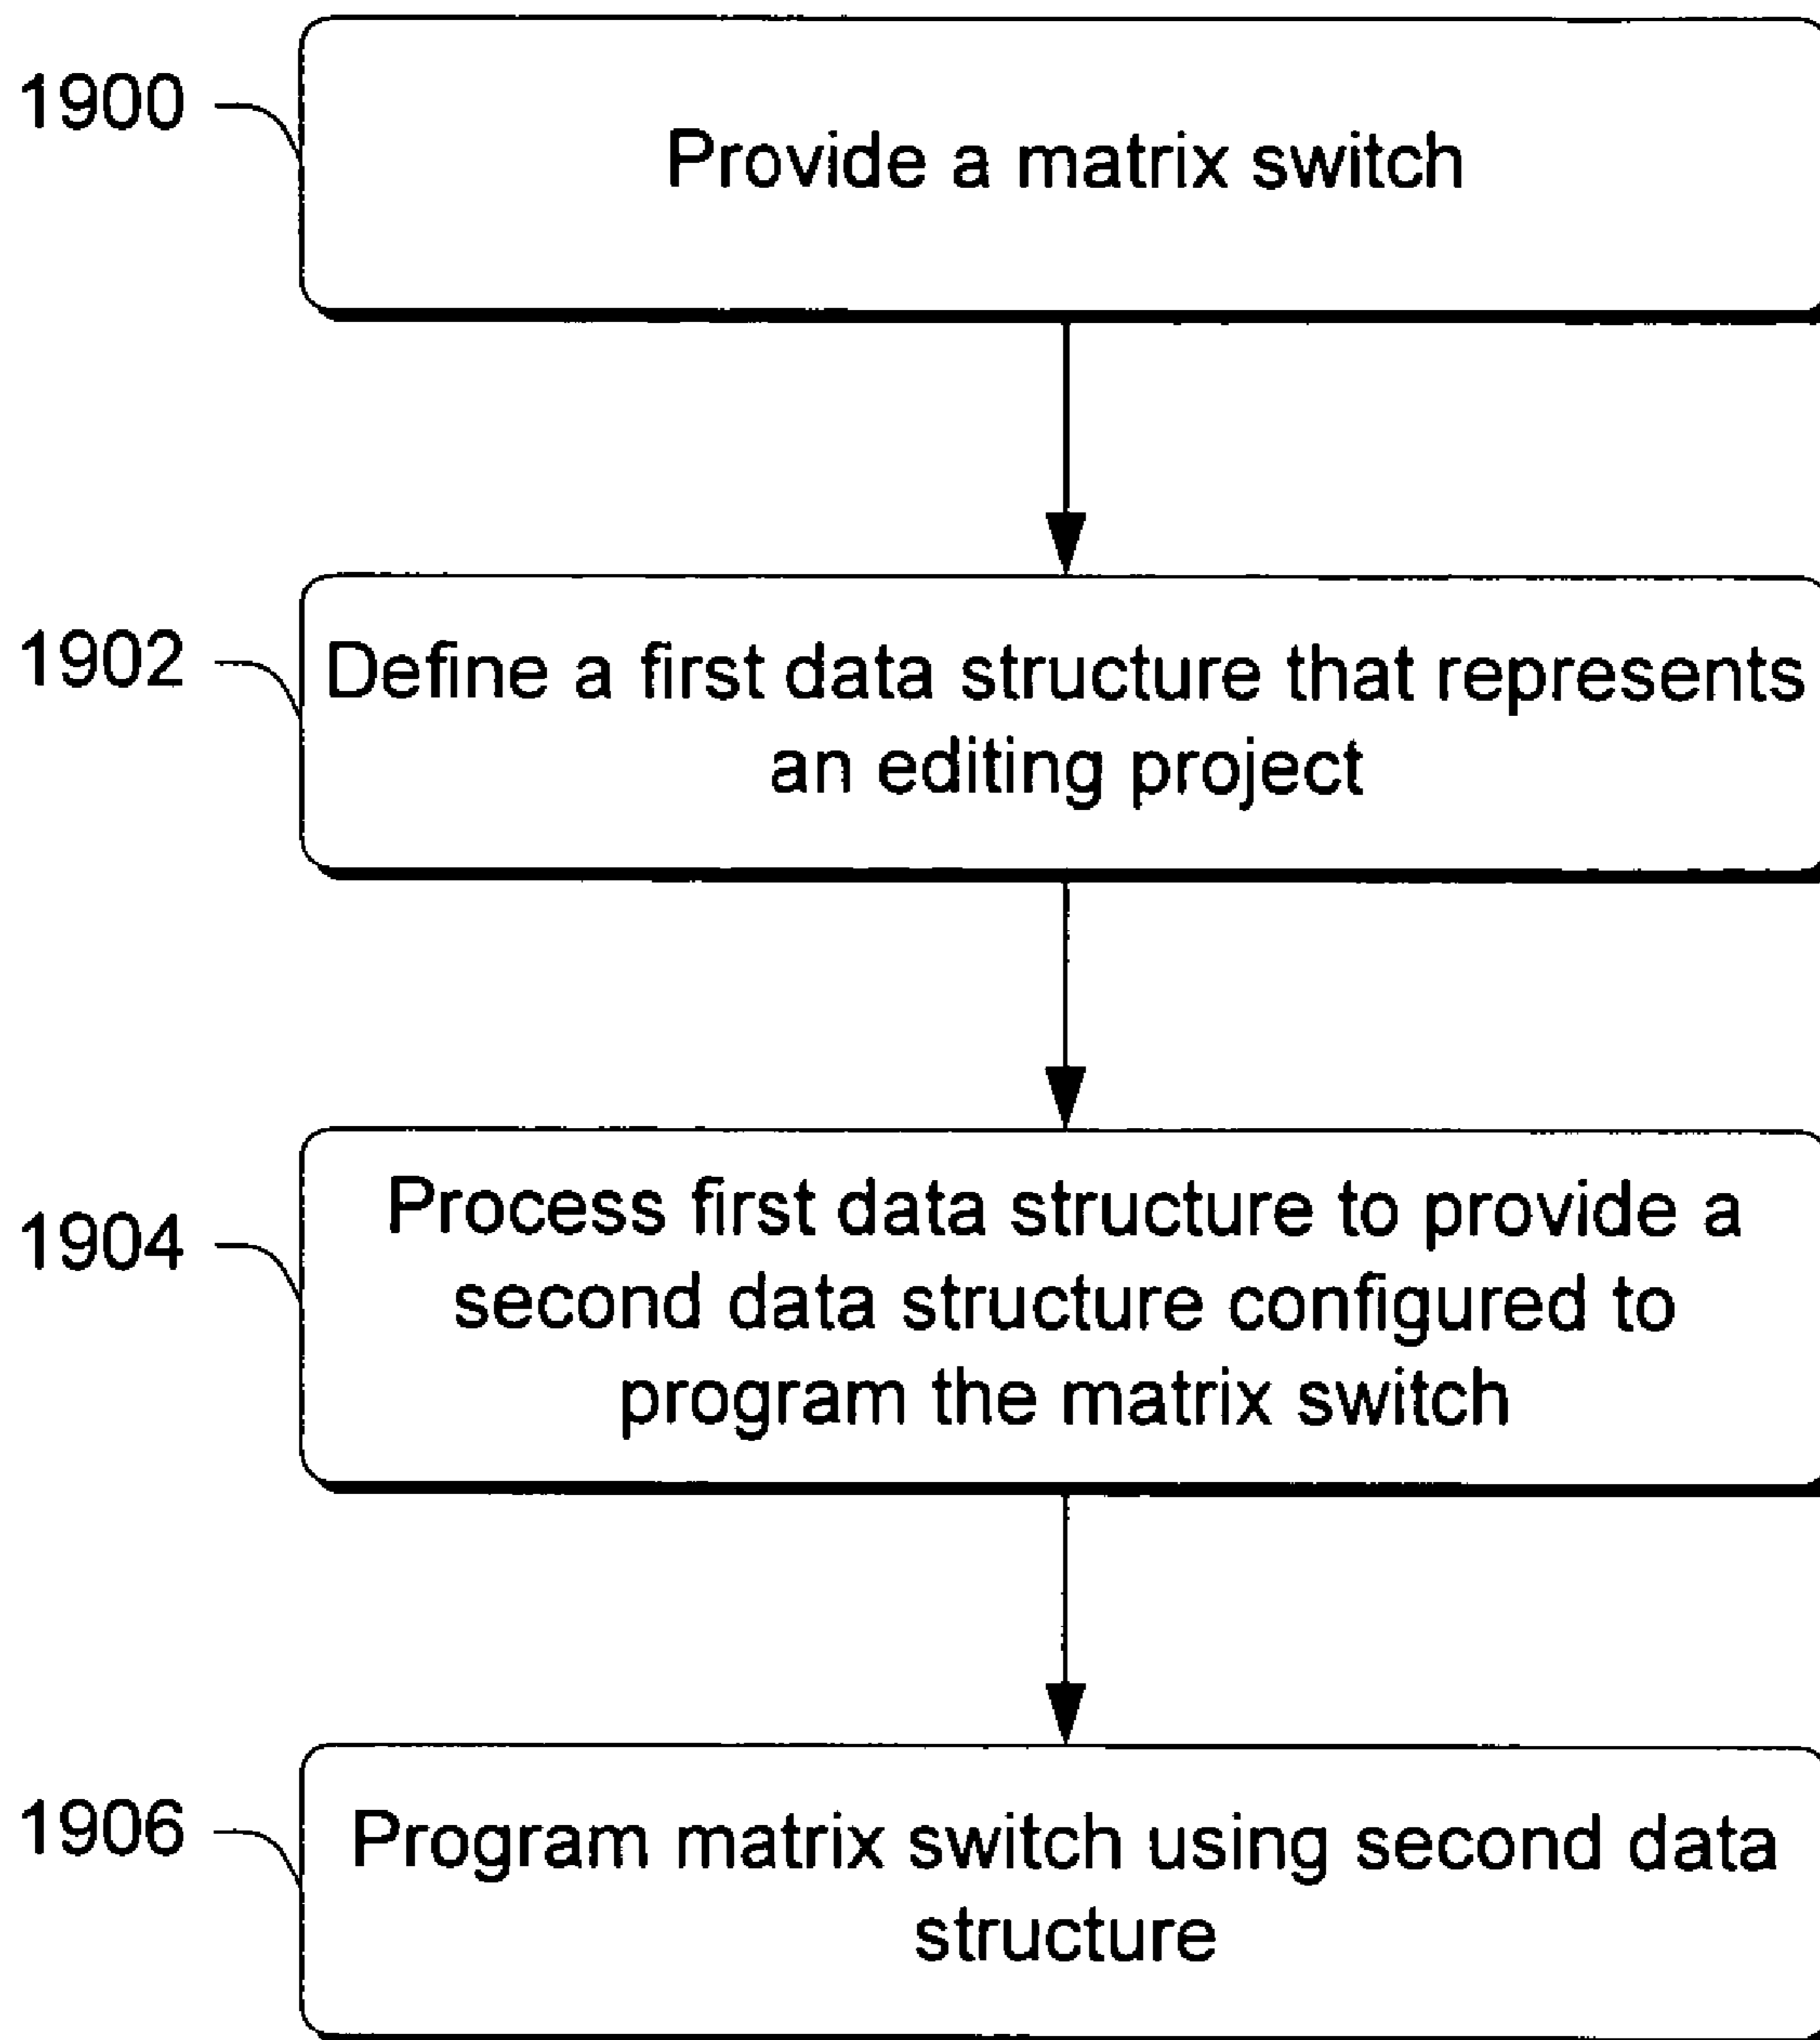 1900
Provide a matrix switch
1902
Define a first data structure that represents
an editing project
1904
Process first data structure to provide a
second data structure configured to
program the matrix switch
1906
Program matrix switch using second data
structure